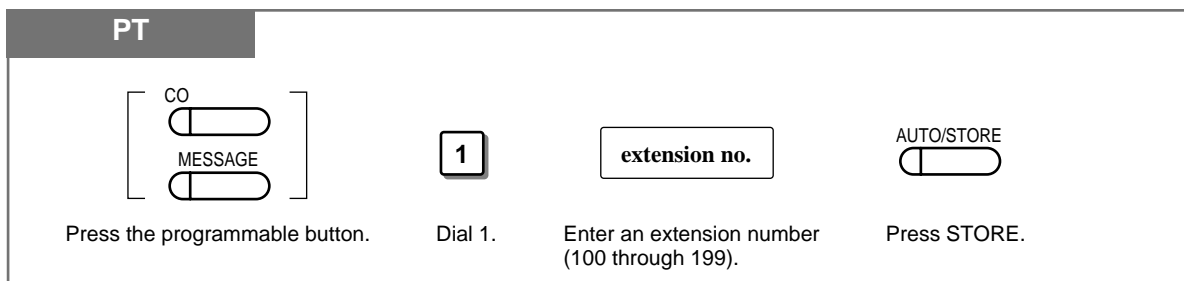 PT
CO
MESSAGE
1
extension no.
AUTO/STORE
Press the programmable button.
Dial 1.
Enter an extension number
(100 through 199).
Press STORE.